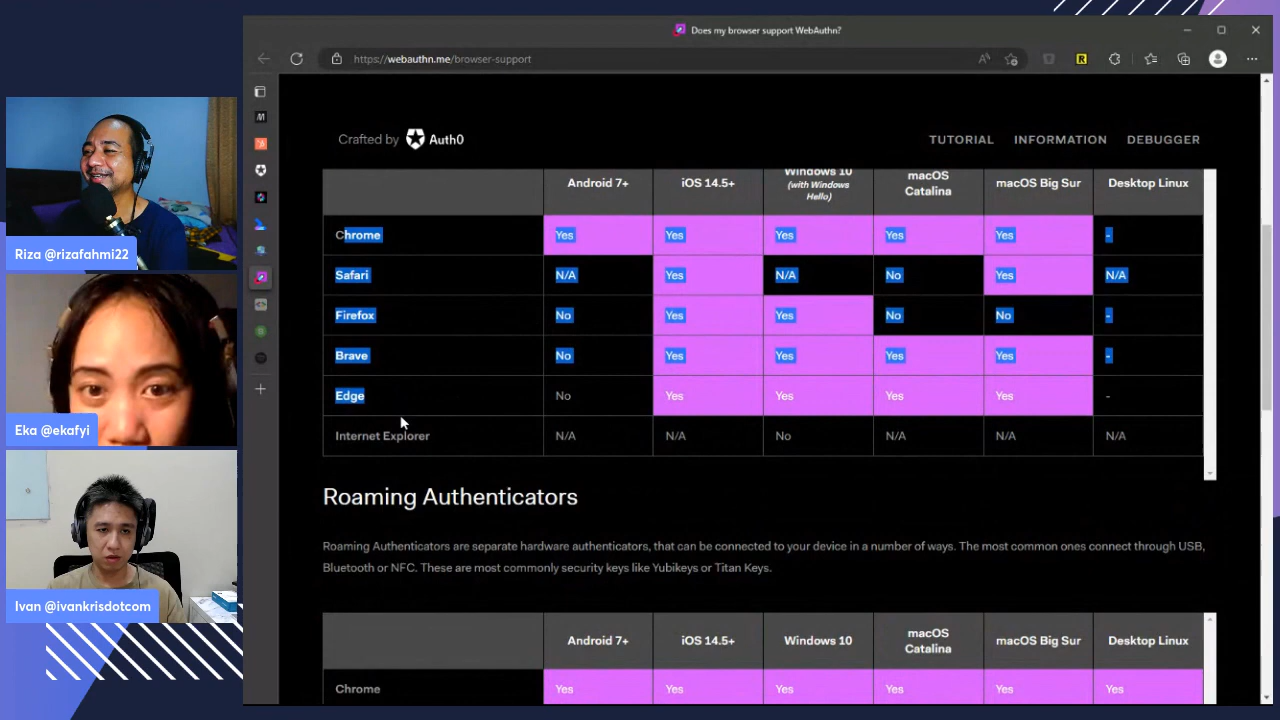 Does my browser support WebAuthn?
https://webauthn.me/browser-support
Crafted by Auth0
TUTORIAL INFORMATION DEBUGGER
Android 7+ iOS 14.5+ Windows 10 (with Windows Hello) macOS Catalina macOS Big Sur Desktop Linux
Chrome Yes Yes Yes Yes Yes -
Safari N/A Yes N/A No Yes N/A
Firefox No Yes Yes No No -
Brave No Yes Yes Yes Yes -
Edge No Yes Yes Yes Yes -
Internet Explorer N/A N/A No N/A N/A N/A
Roaming Authenticators
Roaming Authenticators are separate hardware authenticators, that can be connected to your device in a number of ways. The most common ones connect through USB,
Bluetooth or NFC. These are most commonly security keys like Yubikeys or Titan Keys.
Android 7+ iOS 14.5+ Windows 10 macOS Catalina macOS Big Sur Desktop Linux
Chrome Yes Yes Yes Yes Yes Yes
Riza @rizafahmi22
Eka @ekafyi
Ivan @ivankrisdotcom